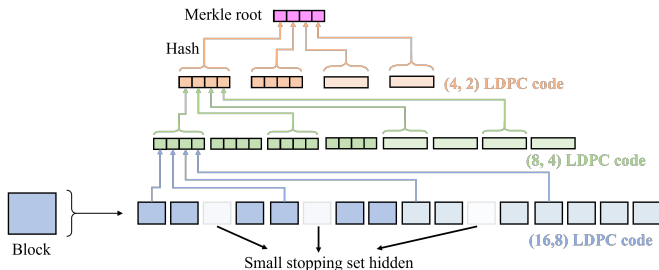 Merkle root
Hash
(4, 2) LDPC code
(8, 4) LDPC code
(16,8) LDPC code
Block
Small stopping set hidden